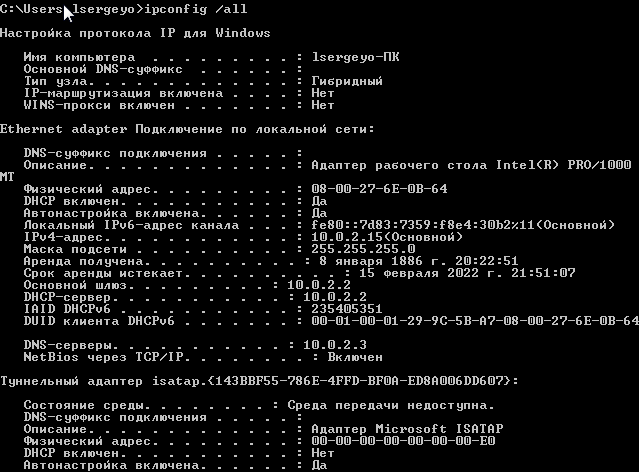 C:\Users\lsergeyo>ipconfig /all
Настройка протокола IP для Windows
Имя компьютера . . . . . . . . . : lsergeyo-ПК
Основной DNS-суффикс . . . . . . :
Тип узла. . . . . . . . . . . . . : Гибридный
IP-маршрутизация включена . . . . : Нет
WINS-прокси включен . . . . . . . : Нет
Ethernet adapter Подключение по локальной сети:
DNS-суффикс подключения . . . . . :
Описание. . . . . . . . . . . . . : Адаптер рабочего стола Intel(R) PRO/1000
MT
Физический адрес. . . . . . . . . : 08-00-27-6E-0B-64
DHCP включен. . . . . . . . . . . : Да
Автонастройка включена. . . . . . : Да
Локальный IPv6-адрес канала . . . : fe80::7d83:7359:f8e4:30b2%11(Основной)
IPv4-адрес. . . . . . . . . . . . : 10.0.2.15(Основной)
Маска подсети . . . . . . . . . . : 255.255.255.0
Аренда получена. . . . . . . . . . : 8 января 1886 г. 20:22:51
Срок аренды истекает. . . . . . . . . . : 15 февраля 2022 г. 21:51:07
Основной шлюз. . . . . . . . . : 10.0.2.2
DHCP-сервер. . . . . . . . . . . : 10.0.2.2
IAID DHCPv6 . . . . . . . . . . . : 235405351
DUID клиента DHCPv6 . . . . . . . : 00-01-00-01-29-9C-5B-A7-08-00-27-6E-0B-64
DNS-серверы. . . . . . . . . . . : 10.0.2.3
NetBios через TCP/IP. . . . . . . . : Включен
Туннельный адаптер isatap.{143BBF55-786E-4FFD-BF0A-ED8A006DD607}:
Состояние среды. . . . . . . . : Среда передачи недоступна.
DNS-суффикс подключения . . . . . :
Описание. . . . . . . . . . . . . : Адаптер Microsoft ISATAP
Физический адрес. . . . . . . . . : 00-00-00-00-00-00-00-E0
DHCP включен. . . . . . . . . . . : Нет
Автонастройка включена. . . . . . : Да